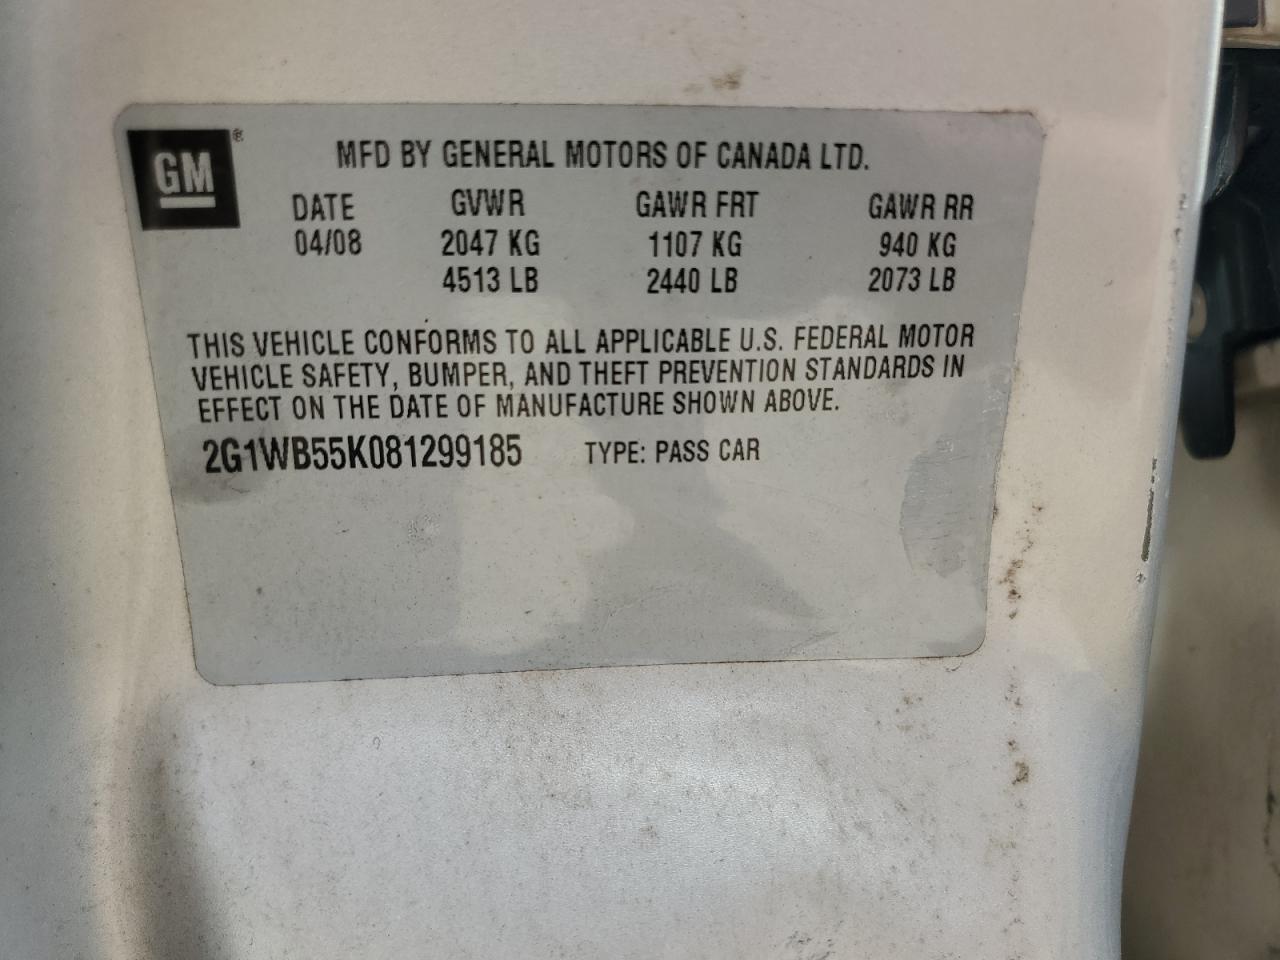 GM®
MFD BY GENERAL MOTORS OF CANADA LTD.
DATE GVWR GAWR FRT GAWR RR
04/08 2047 KG 1107 KG 940 KG
4513 LB 2440 LB 2073 LB
THIS VEHICLE CONFORMS TO ALL APPLICABLE U.S. FEDERAL MOTOR
VEHICLE SAFETY, BUMPER, AND THEFT PREVENTION STANDARDS IN
EFFECT ON THE DATE OF MANUFACTURE SHOWN ABOVE.
2G1WB55K081299185 TYPE: PASS CAR